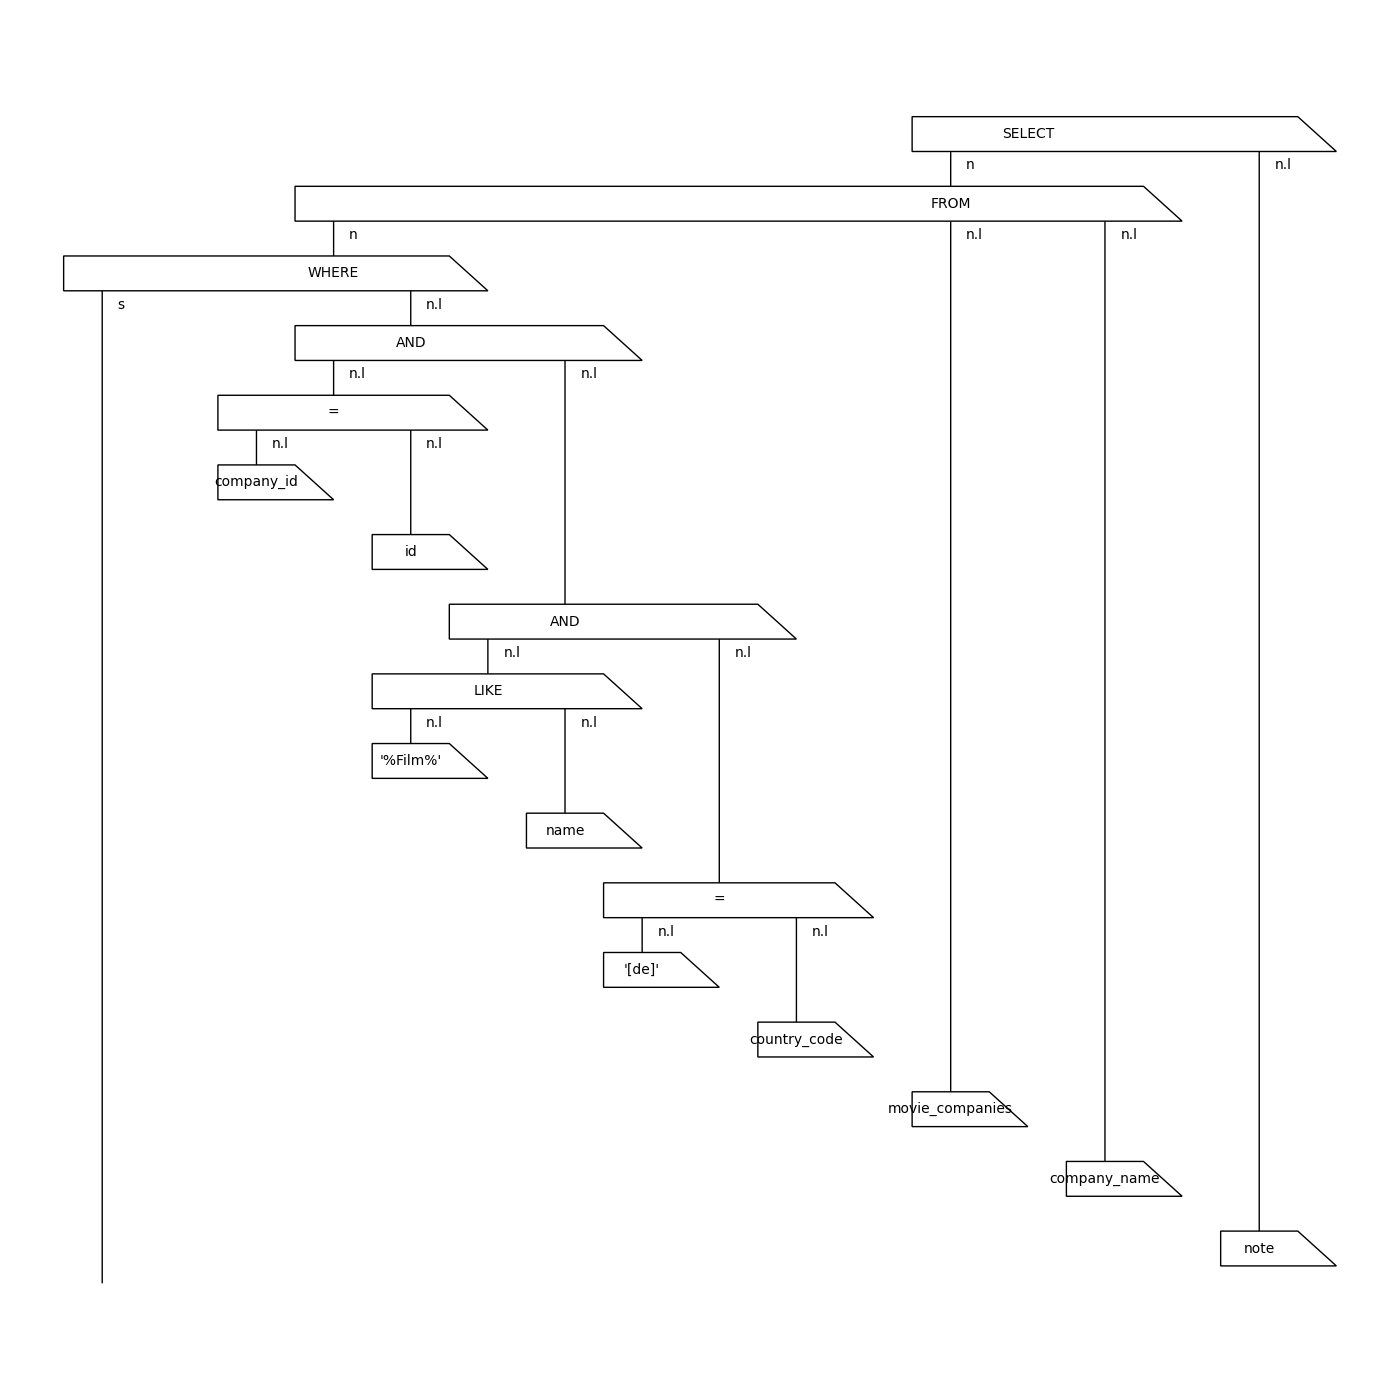 SELECT
n n.l
FROM
n n.l n.l
WHERE
s n.l
AND
n.l n.l
=
n.l n.l
company_id
id
AND
n.l n.l
LIKE
n.l n.l
'%Film%'
name
=
n.l n.l
'[de]'
country_code
movie_companies
company_name
note